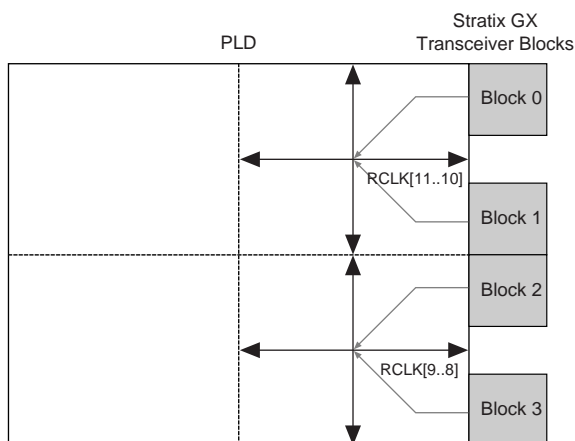 Stratix GX
PLD Transceiver Blocks
Block 0
RCLK[11..10]
Block 1
Block 2
RCLK[9..8]
Block 3